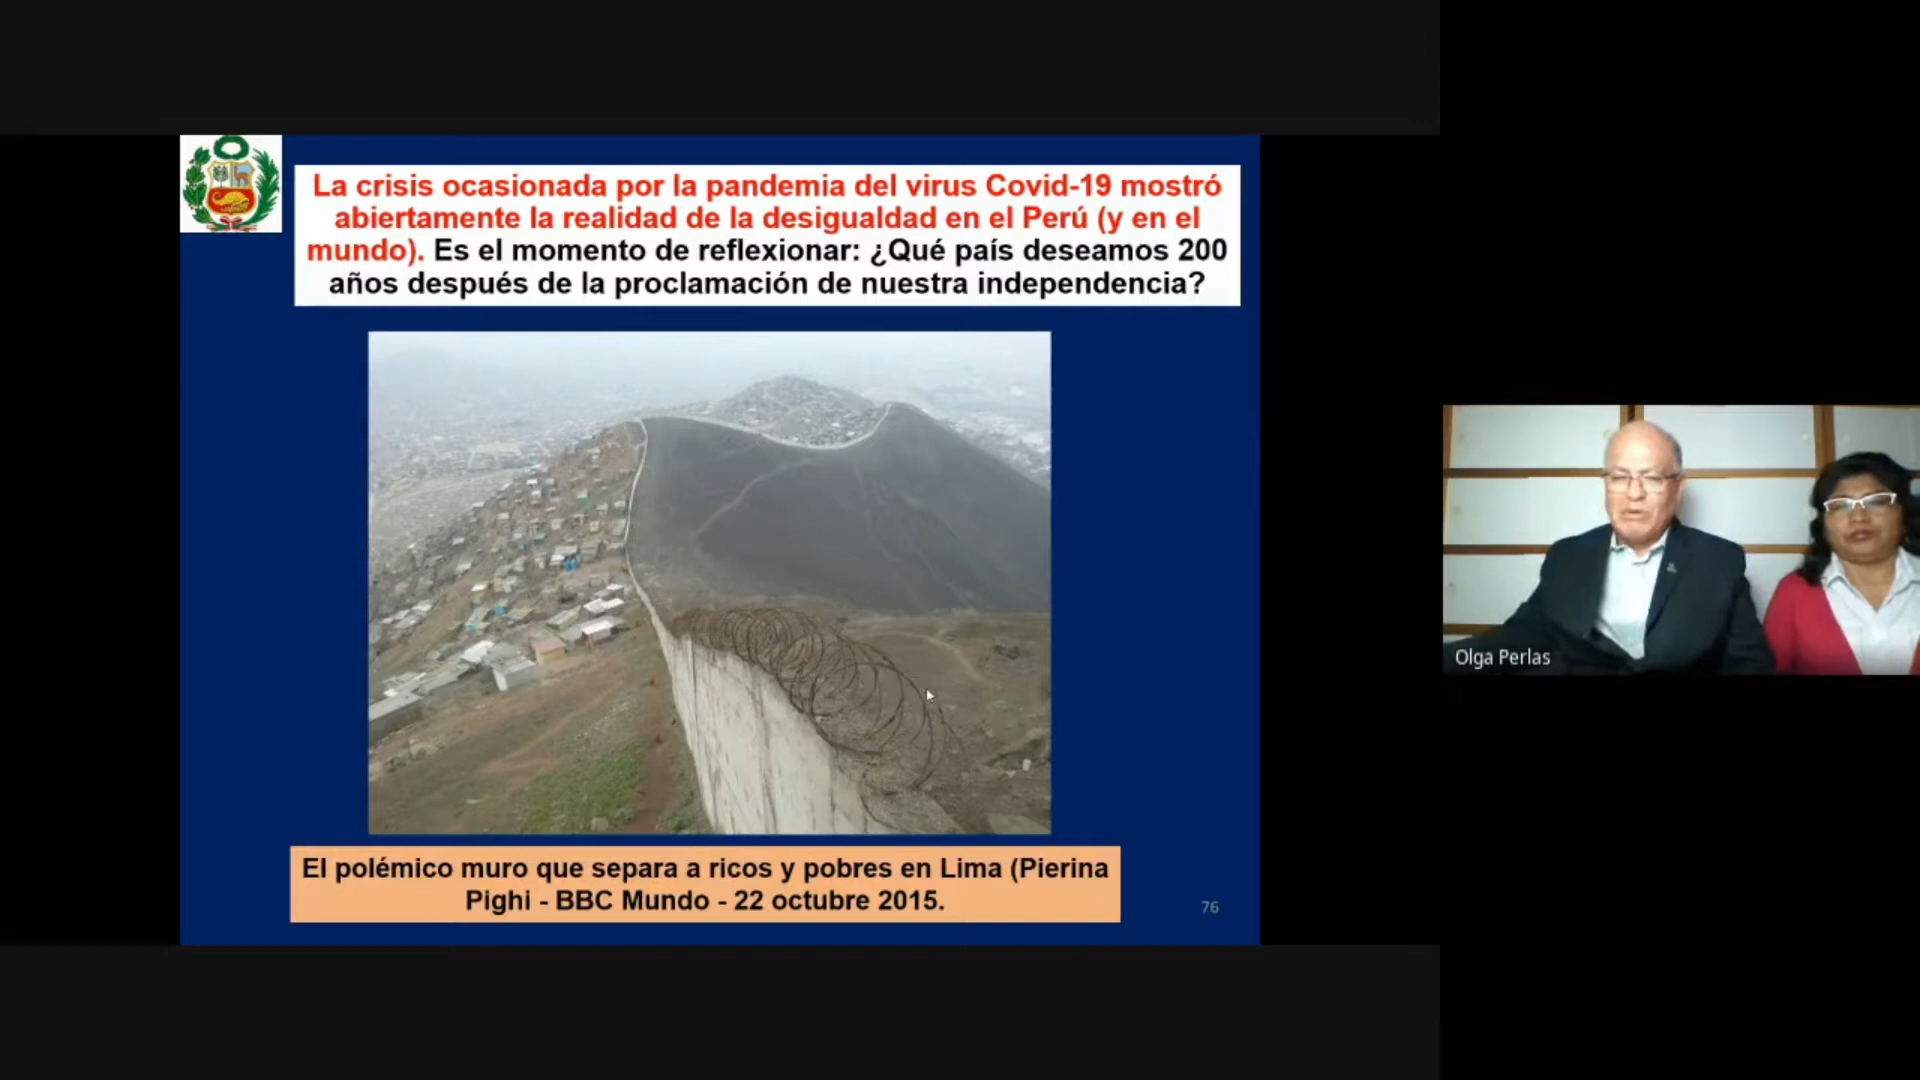 La crisis ocasionada por la pandemia del virus Covid-19 mostró
abiertamente la realidad de la desigualdad en el Perú (y en el
mundo). Es el momento de reflexionar: ¿Qué país deseamos 200
años después de la proclamación de nuestra independencia?
El polémico muro que separa a ricos y pobres en Lima (Pierina
Pighi - BBC Mundo - 22 octubre 2015.
76
Olga Perlas